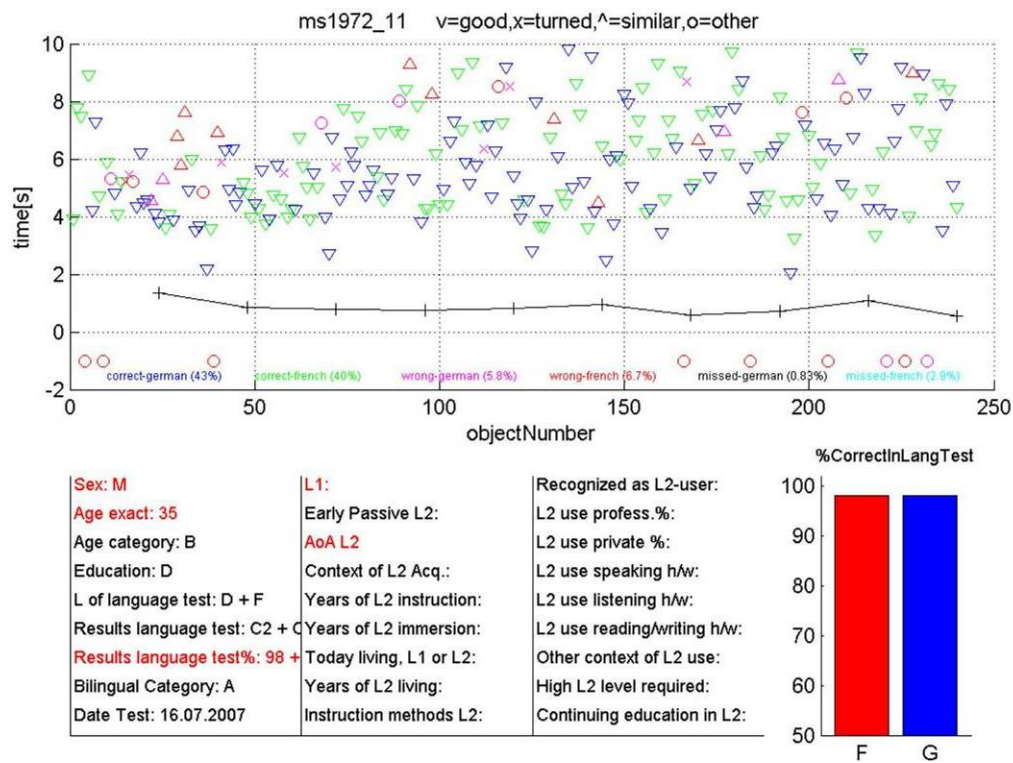 ms1972_11 v=good,x=turned,^=similar,o=other
10
8
6
4
2
0
-2
time[s]
correct-german (43%) correct-french (40%) wrong-german (5.8%) wrong-french (6.7%) missed-german (0.83%) missed-french (2.9%)
0 50 100 150 200 250
objectNumber
Sex: M
Age exact: 35
Age category: B
Education: D
L of language test: D + F
Results language test: C2 + C
Results language test%: 98 +
Bilingual Category: A
Date Test: 16.07.2007
L1:
Early Passive L2:
AoA L2
Context of L2 Acq.:
Years of L2 instruction:
Years of L2 immersion:
Today living, L1 or L2:
Years of L2 living:
Instruction methods L2:
Recognized as L2-user:
L2 use profess.%:
L2 use private %:
L2 use speaking h/w:
L2 use listening h/w:
L2 use reading/writing h/w:
Other context of L2 use:
High L2 level required:
Continuing education in L2:
%CorrectInLangTest
100
90
80
70
60
50
F G